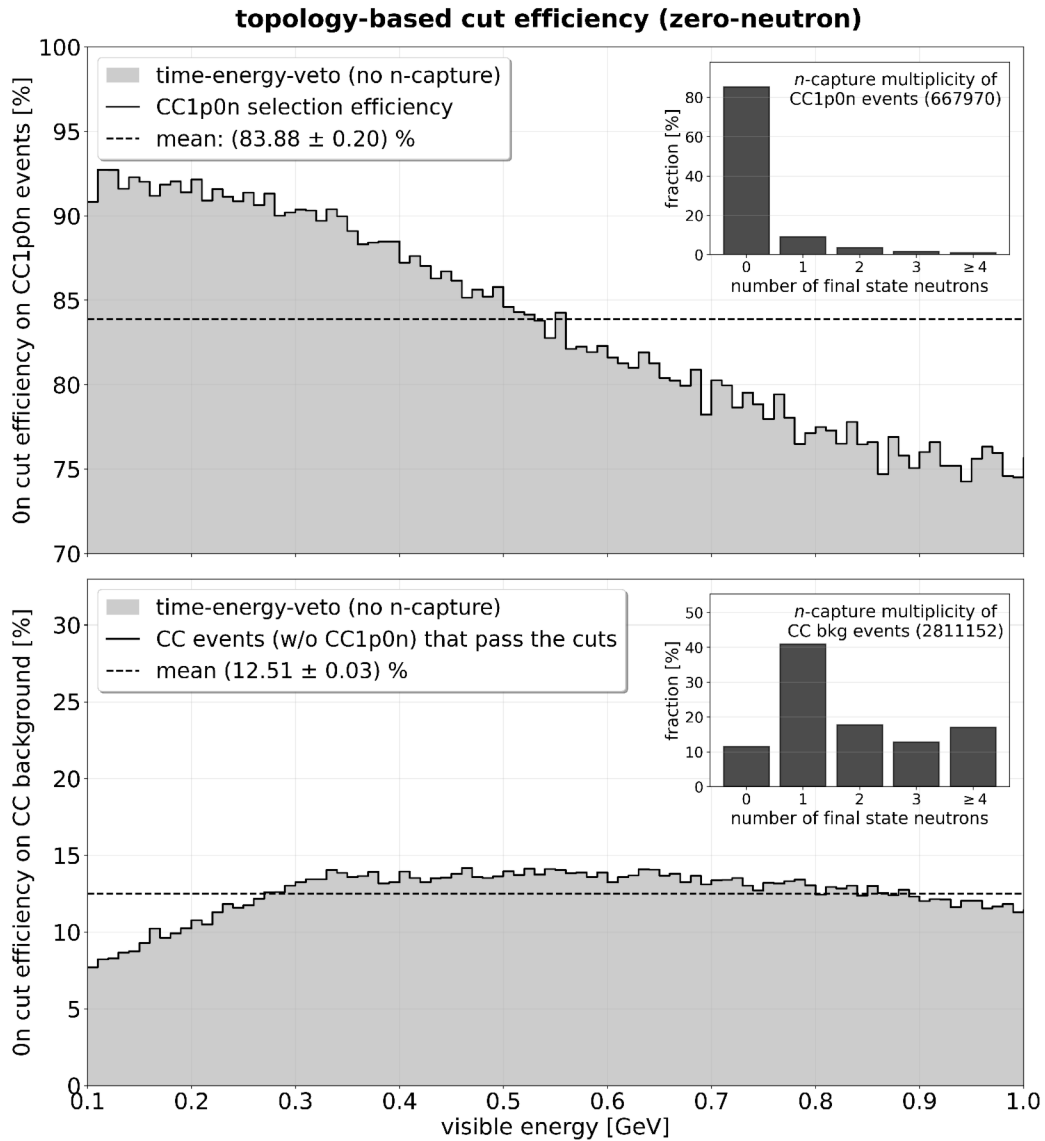 topology-based cut efficiency (zero-neutron)
0n cut efficiency on CC1p0n events [%]
100
95
90
85
80
75
70
time-energy-veto (no n-capture)
CC1p0n selection efficiency
mean: (83.88 ± 0.20) %
n-capture multiplicity of
CC1p0n events (667970)
fraction [%]
80
60
40
20
0
0 1 2 3 ≥ 4
number of final state neutrons
0n cut efficiency on CC background [%]
30
25
20
15
10
5
0
time-energy-veto (no n-capture)
CC events (w/o CC1p0n) that pass the cuts
mean (12.51 ± 0.03) %
n-capture multiplicity of
CC bkg events (2811152)
fraction [%]
50
40
30
20
10
0
0 1 2 3 ≥ 4
number of final state neutrons
0.1 0.2 0.3 0.4 0.5 0.6 0.7 0.8 0.9 1.0
visible energy [GeV]